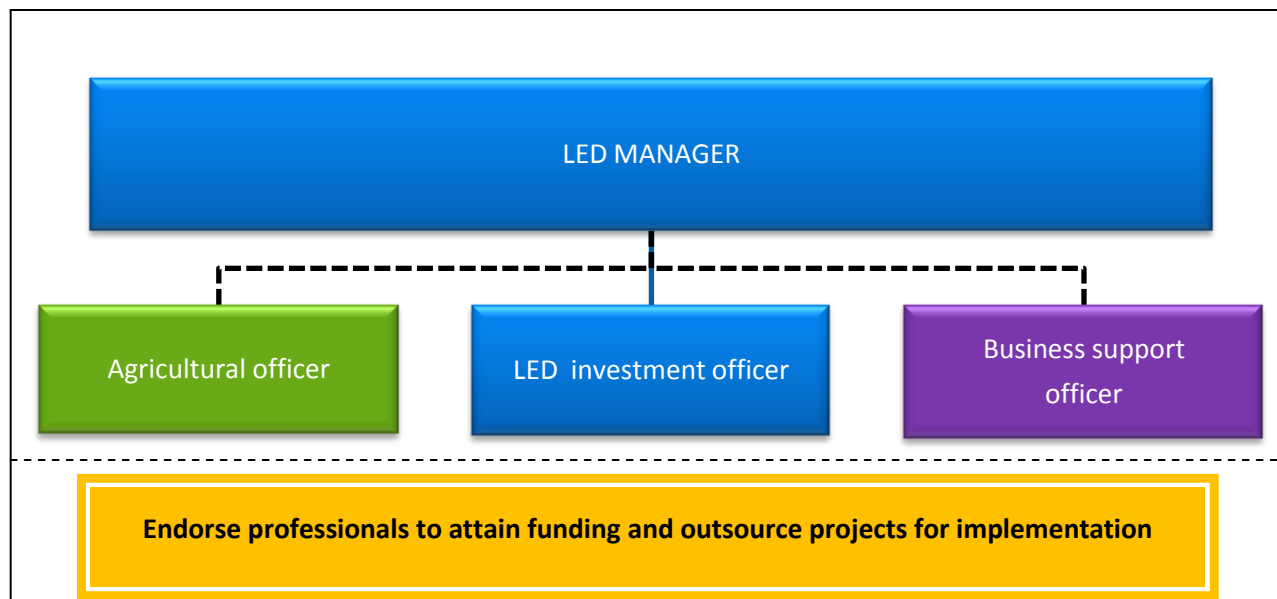 LED MANAGER
Agricultural officer
LED  investment officer
Business support
officer
Endorse professionals to attain funding and outsource projects for implementation